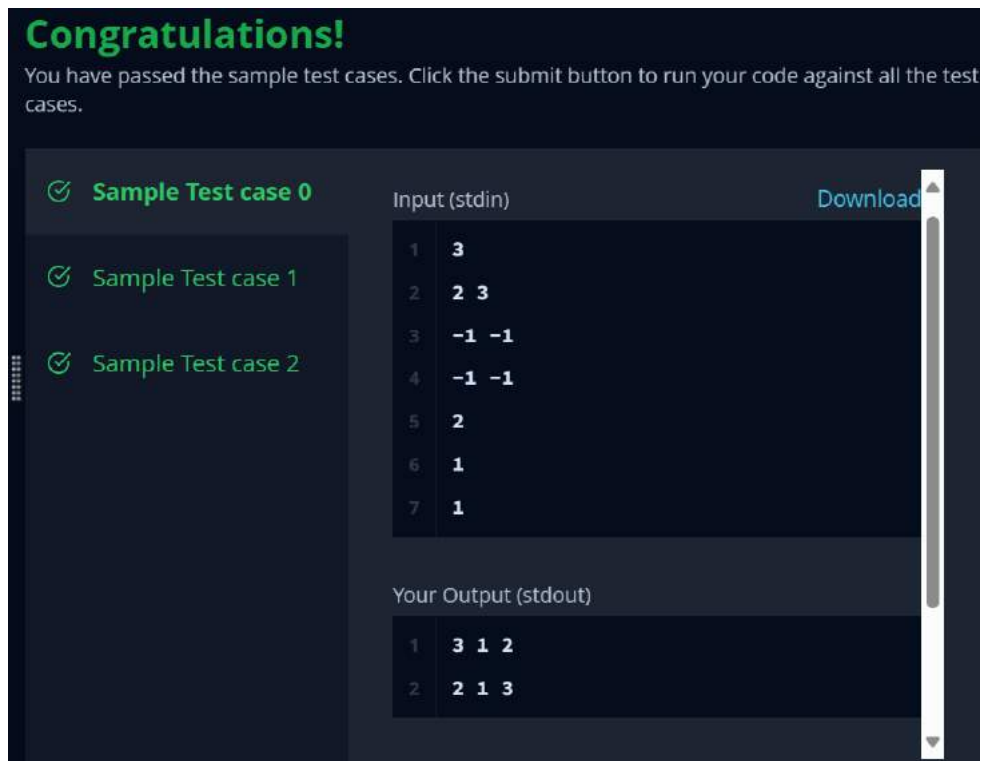 Congratulations!
You have passed the sample test cases. Click the submit button to run your code against all the test
cases.
Sample Test case 0
Sample Test case 1
Sample Test case 2
Input (stdin)
Download
1 3
2 2 3
3 −1 −1
4 −1 −1
5 2
6 1
7 1
Your Output (stdout)
1 3 1 2
2 2 1 3